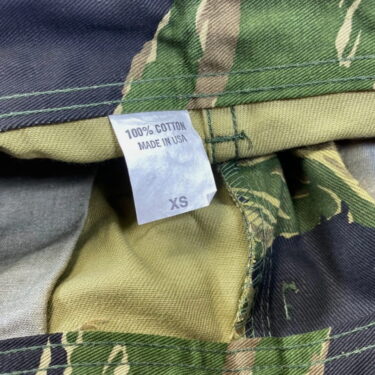 100% COTTON
MADE IN USA
XS